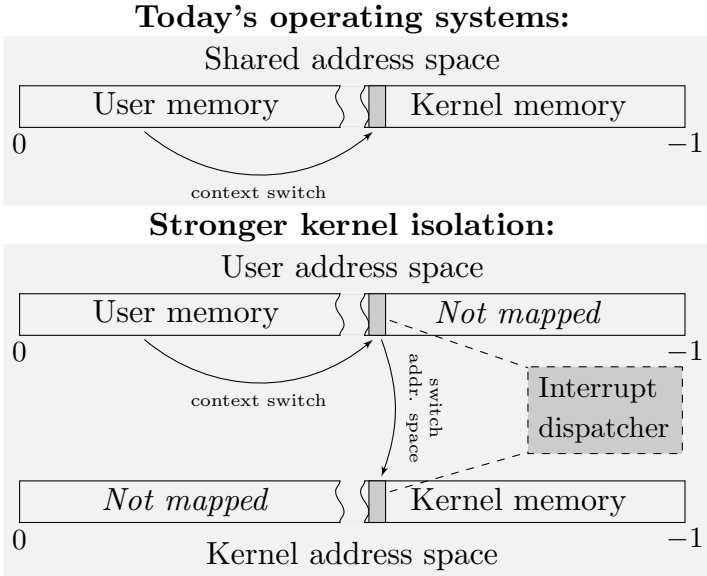 Today's operating systems:
Shared address space
User memory
Kernel memory
0
−1
context switch
Stronger kernel isolation:
User address space
User memory
Not mapped
0
−1
context switch
switch
addr. space
Interrupt
dispatcher
Not mapped
Kernel memory
0
−1
Kernel address space